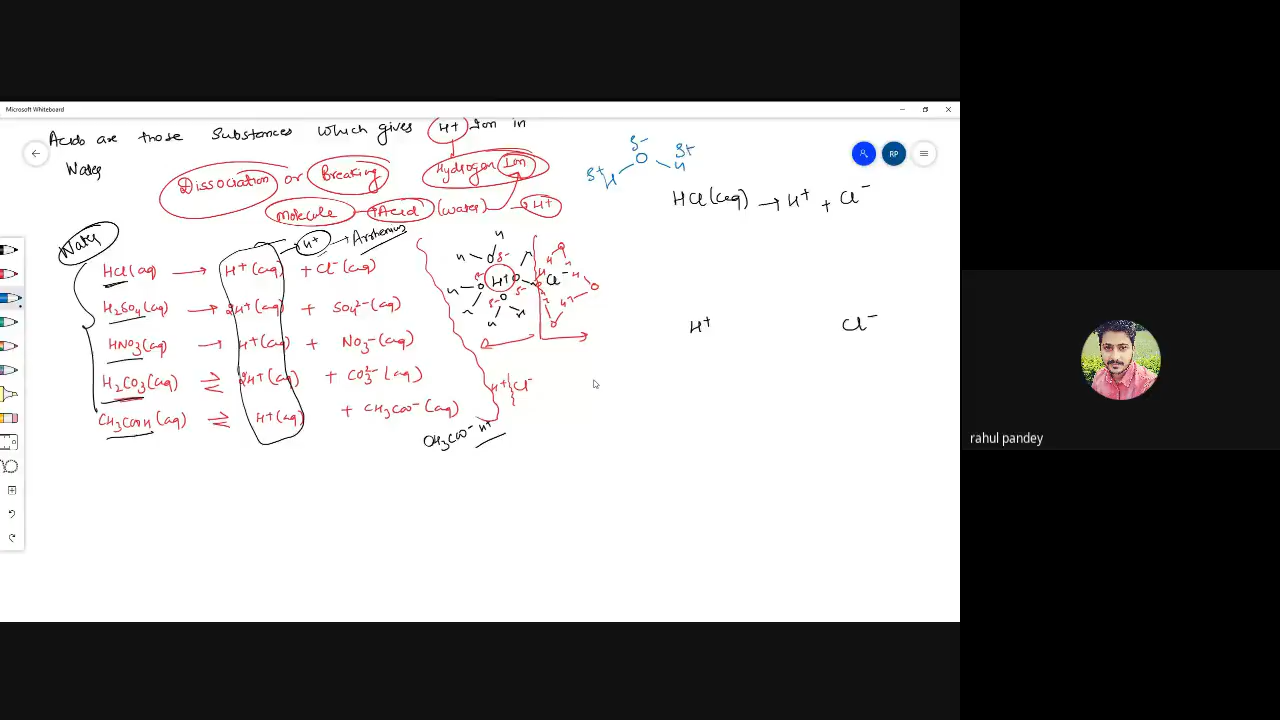 Microsoft Whiteboard
Acids are those Substances which gives H+ Ion in
Water
Dissociation or Breaking
Hydrogen Ion
Molecule Acid (water) → H+
Water
H+ → Arrhenius
HCl(aq) → H+(aq) + Cl-(aq)
H2SO4(aq) → 2H+(aq) + SO4 2-(aq)
HNO3(aq) → H+(aq) + NO3-(aq)
H2CO3(aq) ⇌ 2H+(aq) + CO3 2-(aq)
CH3COOH(aq) ⇌ H+(aq) + CH3COO-(aq)
CH3COO- H+
H+ Cl-
H+ Cl-
δ-
δ+ O δ+
H H
HCl(aq) → H+ + Cl-
H+ Cl-
RP
rahul pandey